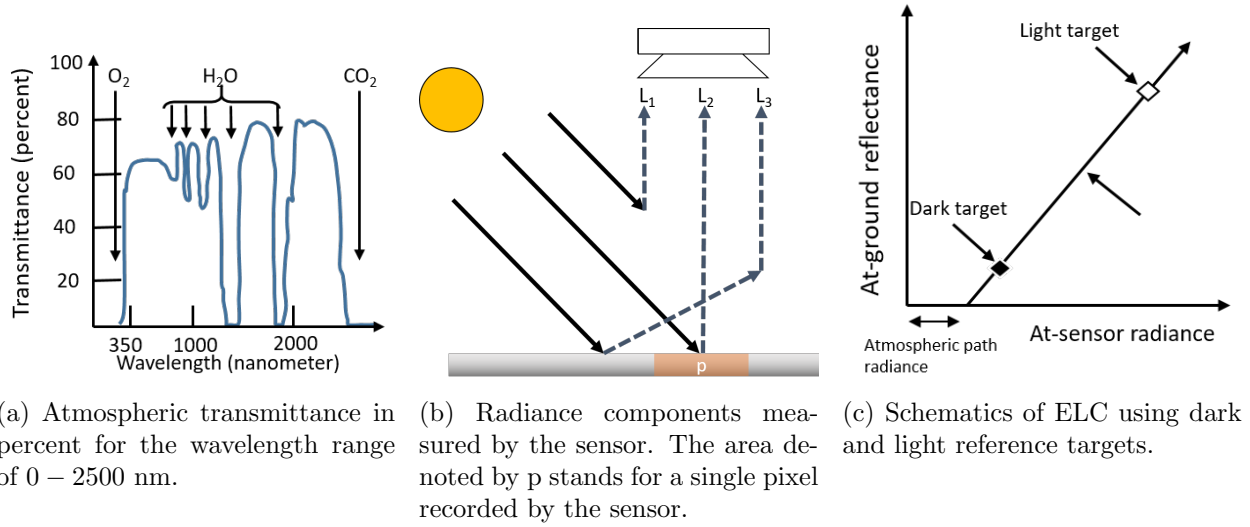 100
80
60
40
20
Transmittance (percent)
O2
H2O
CO2
350
1000
2000
Wavelength (nanometer)
L1
L2
L3
p
At-ground reflectance
Light target
Dark target
At-sensor radiance
Atmospheric path
radiance
(a) Atmospheric transmittance in
percent for the wavelength range
of 0 – 2500 nm.
(b) Radiance components mea-
sured by the sensor. The area de-
noted by p stands for a single pixel
recorded by the sensor.
(c) Schematics of ELC using dark
and light reference targets.